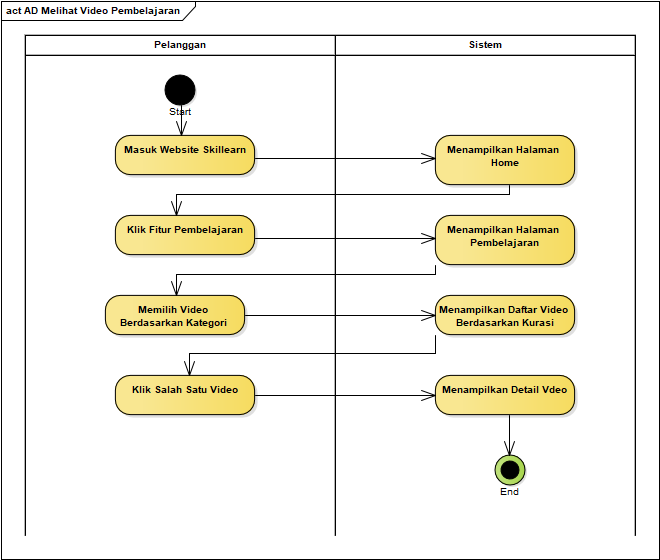 act AD Melihat Video Pembelajaran
Pelanggan
Sistem
Start
Masuk Website Skillearn
Menampilkan Halaman
Home
Klik Fitur Pembelajaran
Menampilkan Halaman
Pembelajaran
Memilih Video
Berdasarkan Kategori
Menampilkan Daftar Video
Berdasarkan Kurasi
Klik Salah Satu Video
Menampilkan Detail Vdeo
End